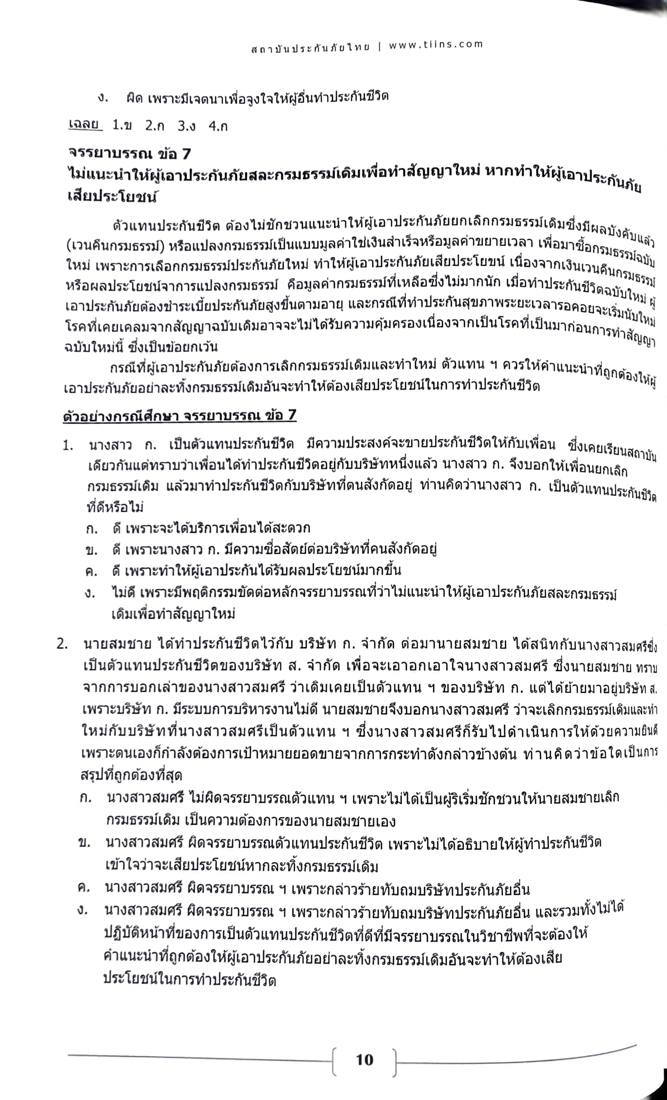 สถาบันประกันภัยไทย | www.tiins.com
ง. ผิด เพราะมีเจตนาเพื่อจูงใจให้ผู้อื่นทำประกันชีวิต
เฉลย 1.ข 2.ก 3.ง 4.ก
จรรยาบรรณ ข้อ 7
ไม่แนะนำให้ผู้เอาประกันภัยสละกรมธรรม์เดิมเพื่อทำสัญญาใหม่ หากทำให้ผู้เอาประกันภัย
เสียประโยชน์
ตัวแทนประกันชีวิต ต้องไม่ชักชวนแนะนำให้ผู้เอาประกันภัยยกเลิกกรมธรรม์เดิมซึ่งมีผลบังคับแล้ว
(เวนคืนกรมธรรม์) หรือแปลงกรมธรรม์เป็นแบบมูลค่าใช้เงินสำเร็จหรือมูลค่าขยายเวลา เพื่อมาซื้อกรมธรรม์ฉบับ
ใหม่ เพราะการเลือกกรมธรรม์ประกันภัยใหม่ ทำให้ผู้เอาประกันภัยเสียประโยชน์ เนื่องจากเงินเวนคืนกรมธรรม์
หรือผลประโยชน์จาการแปลงกรมธรรม์ คือมูลค่ากรมธรรม์ที่เหลือซึ่งไม่มากนัก เมื่อทำประกันชีวิตฉบับใหม่ ผู้
เอาประกันภัยต้องชำระเบี้ยประกันภัยสูงขึ้นตามอายุ และกรณีที่ทำประกันสุขภาพระยะเวลารอคอยจะเริ่มนับใหม่
โรคที่เคยเคลมจากสัญญาฉบับเดิมอาจจะไม่ได้รับความคุ้มครองเนื่องจากเป็นโรคที่เป็นมาก่อนการทำสัญญา
ฉบับใหม่นี้ ซึ่งเป็นข้อยกเว้น
กรณีที่ผู้เอาประกันภัยต้องการเลิกกรมธรรม์เดิมและทำใหม่ ตัวแทน ฯ ควรให้คำแนะนำที่ถูกต้องให้ผู้
เอาประกันภัยอย่าละทิ้งกรมธรรม์เดิมอันจะทำให้ต้องเสียประโยชน์ในการทำประกันชีวิต
ตัวอย่างกรณีศึกษา จรรยาบรรณ ข้อ 7
1. นางสาว ก. เป็นตัวแทนประกันชีวิต มีความประสงค์จะขายประกันชีวิตให้กับเพื่อน ซึ่งเคยเรียนสถาบัน
เดียวกันแต่ทราบว่าเพื่อนได้ทำประกันชีวิตอยู่กับบริษัทหนึ่งแล้ว นางสาว ก. จึงบอกให้เพื่อนยกเลิก
กรมธรรม์เดิม แล้วมาทำประกันชีวิตกับบริษัทที่ตนสังกัดอยู่ ท่านคิดว่านางสาว ก. เป็นตัวแทนประกันชีวิต
ที่ดีหรือไม่
ก. ดี เพราะจะได้บริการเพื่อนได้สะดวก
ข. ดี เพราะนางสาว ก. มีความซื่อสัตย์ต่อบริษัทที่คนสังกัดอยู่
ค. ดี เพราะทำให้ผู้เอาประกันได้รับผลประโยชน์มากขึ้น
ง. ไม่ดี เพราะมีพฤติกรรมขัดต่อหลักจรรยาบรรณที่ว่าไม่แนะนำให้ผู้เอาประกันภัยสละกรมธรรม์
เดิมเพื่อทำสัญญาใหม่
2. นายสมชาย ได้ทำประกันชีวิตไว้กับ บริษัท ก. จำกัด ต่อมานายสมชาย ได้สนิทกับนางสาวสมศรีซึ่ง
เป็นตัวแทนประกันชีวิตของบริษัท ส. จำกัด เพื่อจะเอาอกเอาใจนางสาวสมศรี ซึ่งนายสมชาย ทราบ
จากการบอกเล่าของนางสาวสมศรี ว่าเดิมเคยเป็นตัวแทน ฯ ของบริษัท ก. แต่ได้ย้ายมาอยู่บริษัท ส.
เพราะบริษัท ก. มีระบบการบริหารงานไม่ดี นายสมชายจึงบอกนางสาวสมศรี ว่าจะเลิกกรมธรรม์เดิมและทำ
ใหม่กับบริษัทที่นางสาวสมศรีเป็นตัวแทน ฯ ซึ่งนางสาวสมศรีก็รับไปดำเนินการให้ด้วยความยินดี
เพราะตนเองก็กำลังต้องการเป้าหมายยอดขายจากการกระทำดังกล่าวข้างต้น ท่านคิดว่าข้อใดเป็นการ
สรุปที่ถูกต้องที่สุด
ก. นางสาวสมศรี ไม่ผิดจรรยาบรรณตัวแทน ฯ เพราะไม่ได้เป็นผู้ริเริ่มชักชวนให้นายสมชายเลิก
กรมธรรม์เดิม เป็นความต้องการของนายสมชายเอง
ข. นางสาวสมศรี ผิดจรรยาบรรณตัวแทนประกันชีวิต เพราะไม่ได้อธิบายให้ผู้ทำประกันชีวิต
เข้าใจว่าจะเสียประโยชน์หากละทิ้งกรมธรรม์เดิม
ค. นางสาวสมศรี ผิดจรรยาบรรณ ฯ เพราะกล่าวร้ายทับถมบริษัทประกันภัยอื่น
ง. นางสาวสมศรี ผิดจรรยาบรรณ ฯ เพราะกล่าวร้ายทับถมบริษัทประกันภัยอื่น และรวมทั้งไม่ได้
ปฏิบัติหน้าที่ของการเป็นตัวแทนประกันชีวิตที่ดีที่มีจรรยาบรรณในวิชาชีพที่จะต้องให้
คำแนะนำที่ถูกต้องให้ผู้เอาประกันภัยอย่าละทิ้งกรมธรรม์เดิมอันจะทำให้ต้องเสีย
ประโยชน์ในการทำประกันชีวิต
10